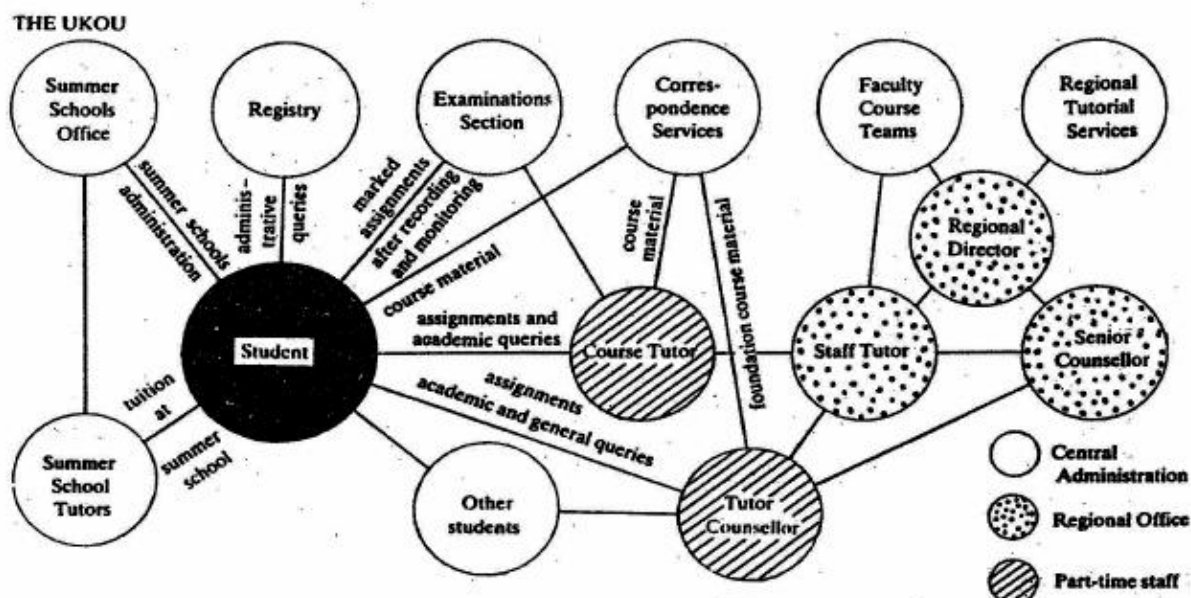 THE UKOU
Summer
Schools
Office
Registry
Examinations
Section
Corres-
pondence
Services
Faculty
Course
Teams
Regional
Tutorial
Services
summer schools
administration
adminis-
trative
queries
marked
assignments
after recording
and monitoring
course material
course
material
foundation course material
Regional
Director
Student
assignments and
academic queries
Course Tutor
Staff Tutor
Senior
Counsellor
tuition
at
summer
school
assignments
academic and general queries
Summer
School
Tutors
Other
students
Tutor
Counsellor
Central
Administration
Regional Office
Part-time staff